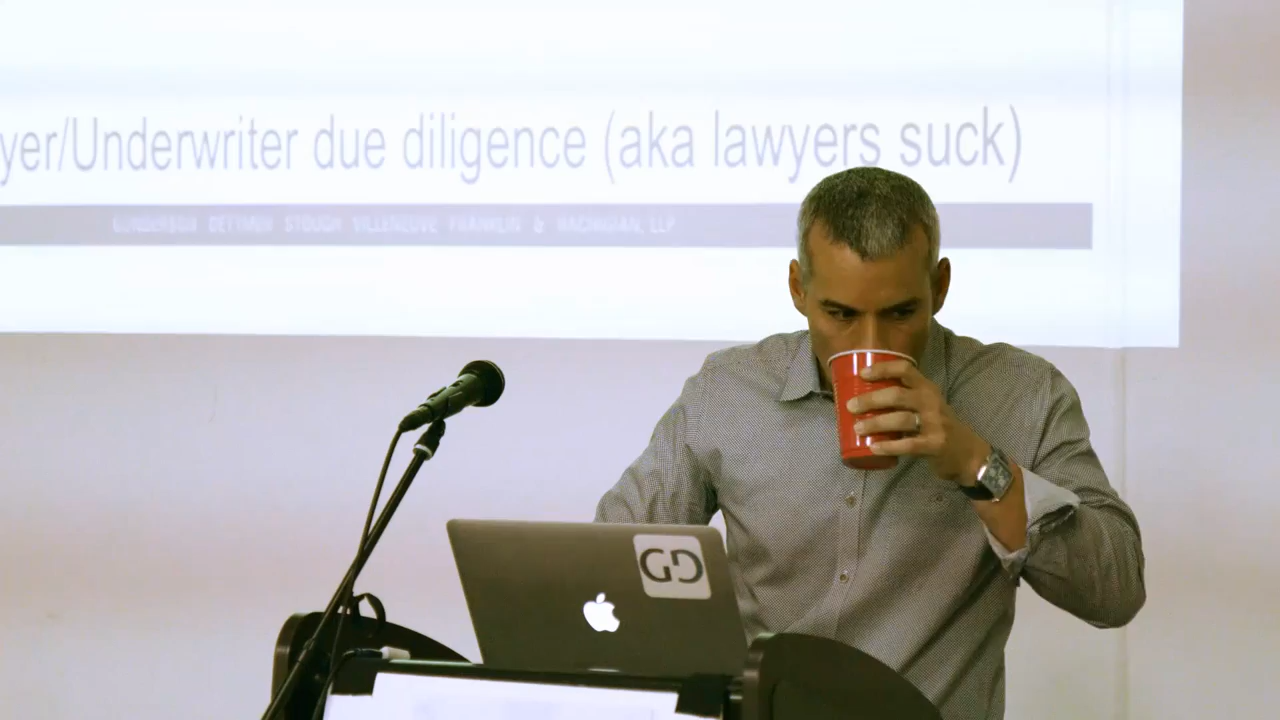 yer/Underwriter due diligence (aka lawyers suck)
GUNDERSON DETTMER STOUGH VILLENEUVE FRANKLIN & HACHIGIAN, LLP
GD